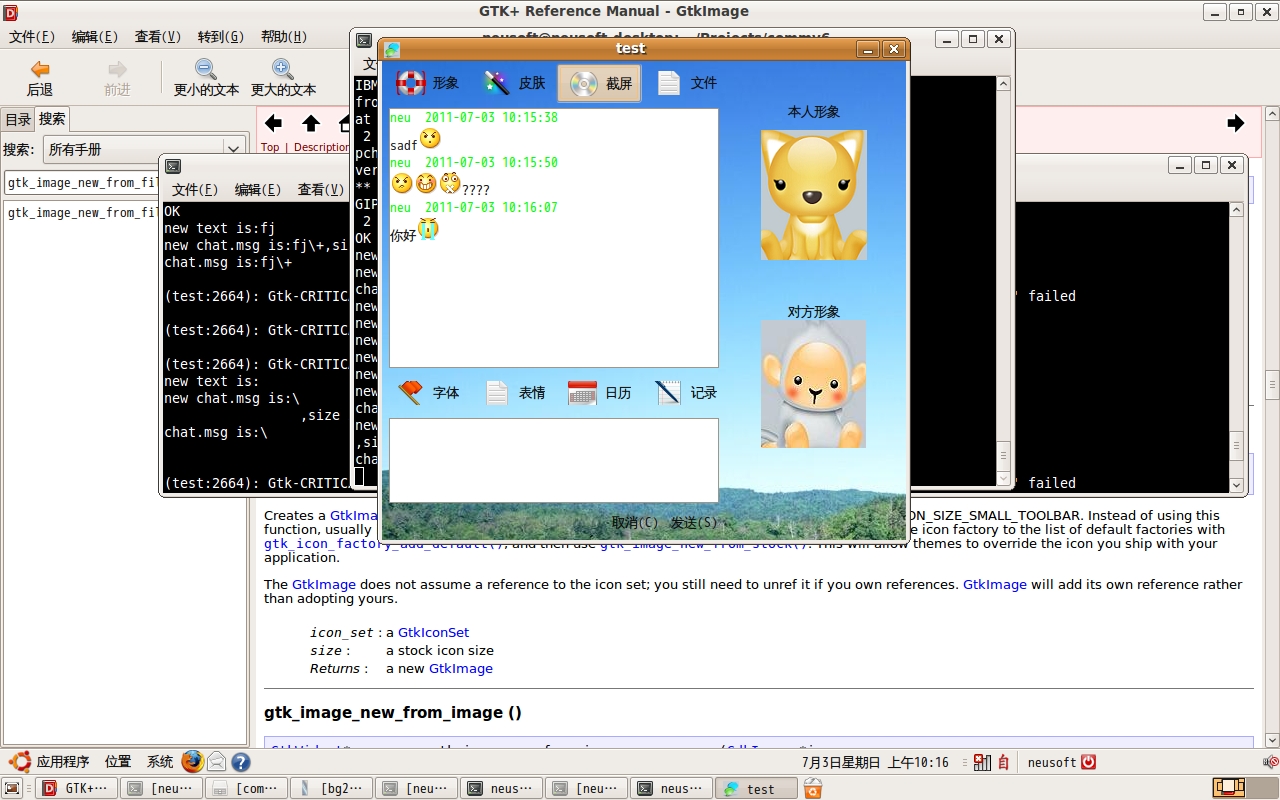 GTK+ Reference Manual - GtkImage
文件(F) 编辑(E) 查看(V) 转到(G) 帮助(H)
后退 前进 更小的文本 更大的文本
目录 搜索
搜索: 所有手册
gtk_image_new_from_fil
gtk_image_new_from_fil
Top | Description
文件(F) 编辑(E) 查看(V)
OK
new text is:fj
new chat.msg is:fj\+,si
chat.msg is:fj\+
(test:2664): Gtk-CRITIC
' failed
(test:2664): Gtk-CRITIC
(test:2664): Gtk-CRITIC
new text is:
new chat.msg is:\
,size
chat.msg is:\
(test:2664): Gtk-CRITIC
' failed
IBM
fro
at
2
pch
ver
**
GIP
2
OK
new
new
cha
new
new
new
new
new
new
cha
new
,si
cha
test
形象 皮肤 截屏 文件
neu 2011-07-03 10:15:38
sadf
neu 2011-07-03 10:15:50
????
neu 2011-07-03 10:16:07
你好
本人形象
对方形象
字体 表情 日历 记录
取消(C) 发送(S)
Creates a GtkIma
ON_SIZE_SMALL_TOOLBAR. Instead of using this
function, usually
e icon factory to the list of default factories with
gtk_icon_factory_add_default(), and then use gtk_image_new_from_stock(). This will allow themes to override the icon you ship with your
application.
The GtkImage does not assume a reference to the icon set; you still need to unref it if you own references. GtkImage will add its own reference rather
than adopting yours.
icon_set : a GtkIconSet
size : a stock icon size
Returns : a new GtkImage
gtk_image_new_from_image ()
应用程序 位置 系统
7月3日星期日 上午10:16
neusoft
GTK+··· [neu··· [com··· [bg2··· [neu··· neus··· [neu··· neus··· test